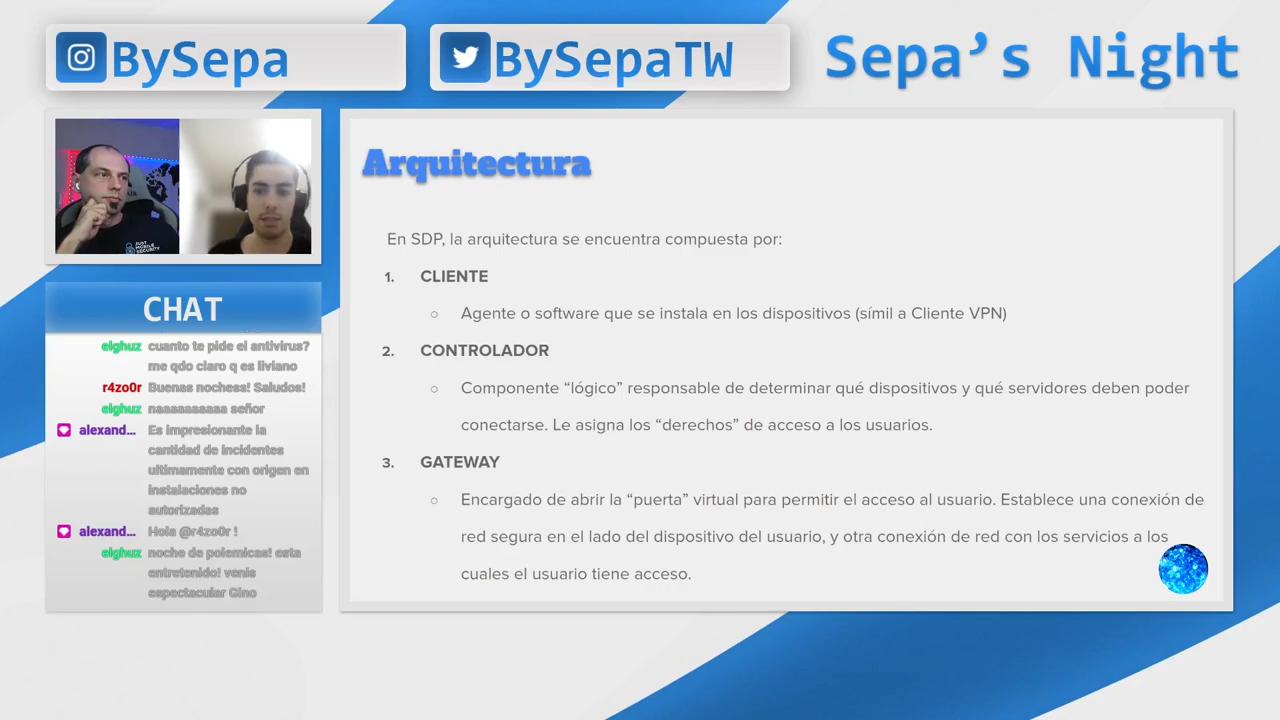 BySepa
BySepaTW
Sepa’s Night
Arquitectura
En SDP, la arquitectura se encuentra compuesta por:
1. CLIENTE
○ Agente o software que se instala en los dispositivos (símil a Cliente VPN)
2. CONTROLADOR
○ Componente “lógico” responsable de determinar qué dispositivos y qué servidores deben poder
conectarse. Le asigna los “derechos” de acceso a los usuarios.
3. GATEWAY
○ Encargado de abrir la “puerta” virtual para permitir el acceso al usuario. Establece una conexión de
red segura en el lado del dispositivo del usuario, y otra conexión de red con los servicios a los
cuales el usuario tiene acceso.
JUST
MOBILE
SECURITY
CHAT
elghuz cuanto te pide el antivirus?
me qdo claro q es liviano
r4zo0r Buenas nochess! Saludos!
elghuz naaaaaaaaaa señor
alexand... Es impresionante la
cantidad de incidentes
ultimamente con origen en
instalaciones no
autorizadas
alexand... Hola @r4zo0r !
elghuz noche de polemicas! esta
entretenido! venis
espectacular Gino